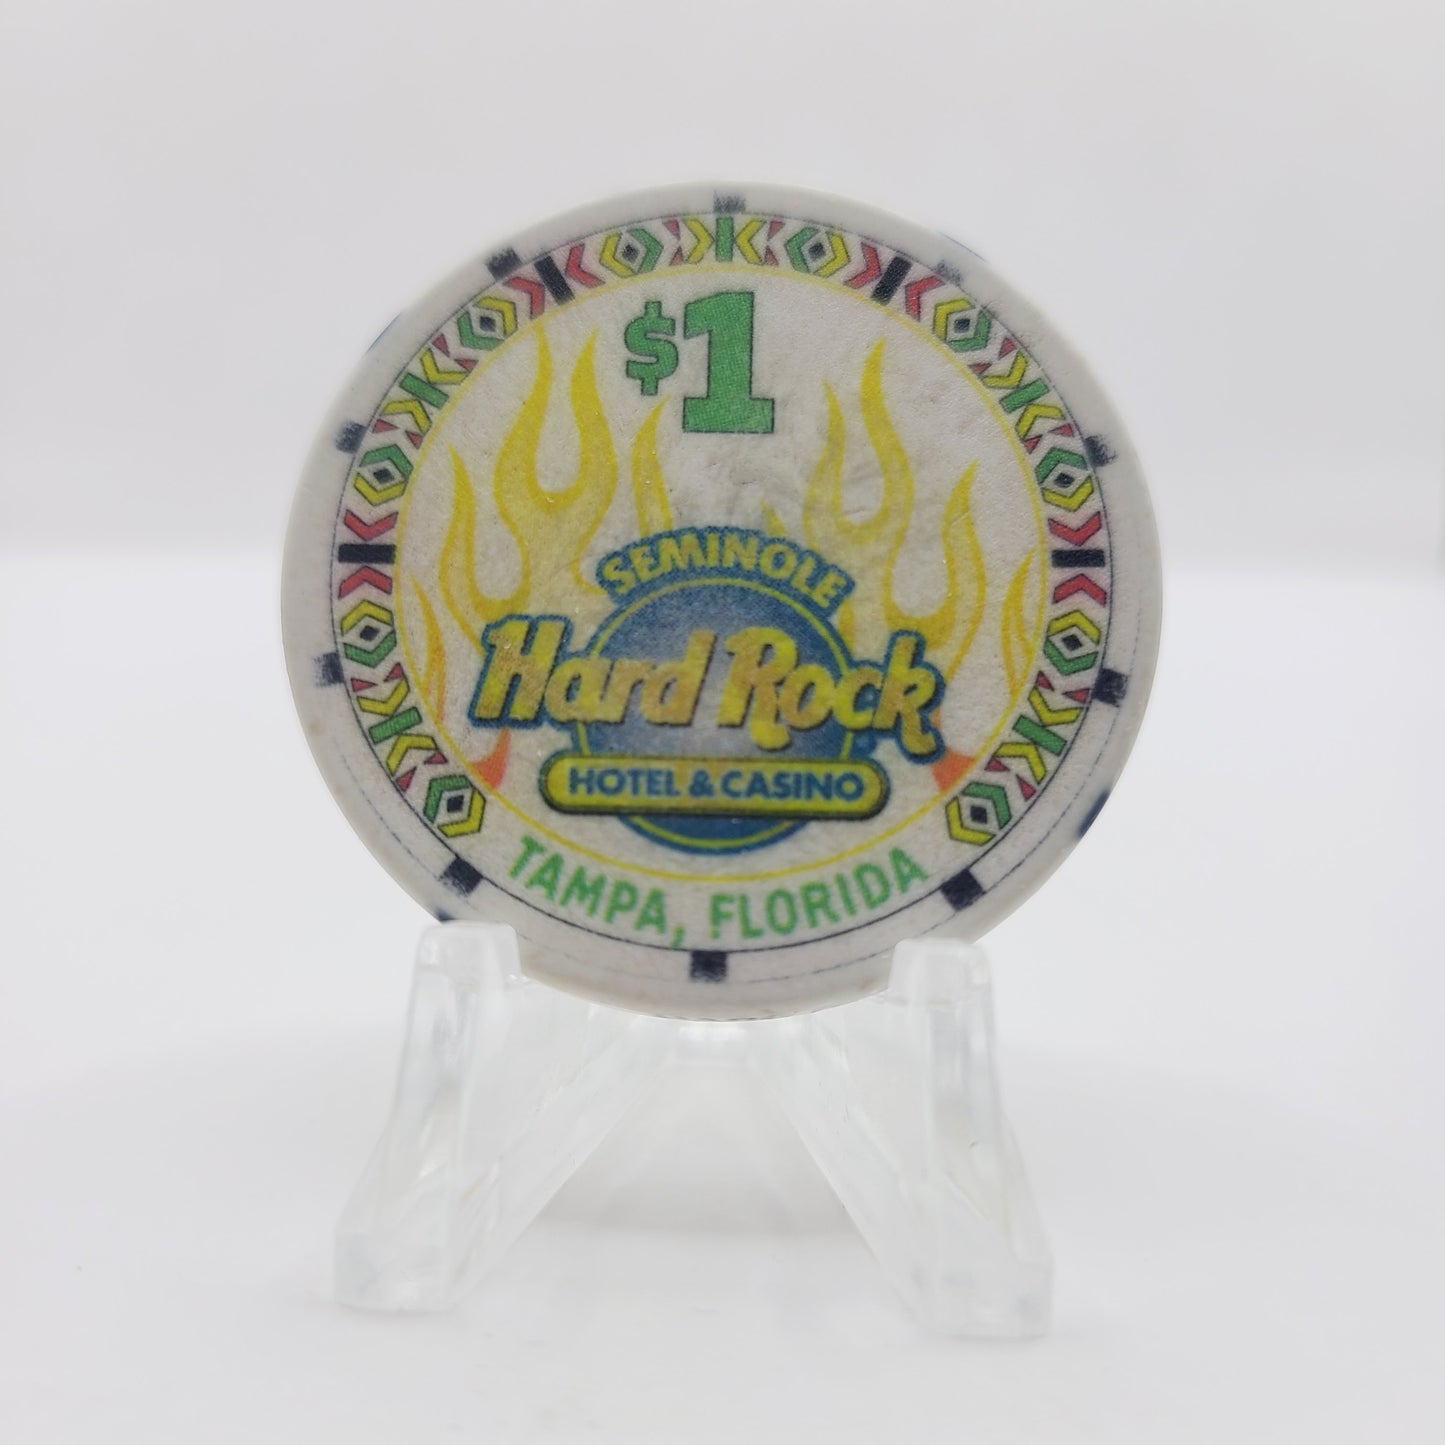 $1
SEMINOLE
Hard Rock
HOTEL & CASINO
TAMPA, FLORIDA